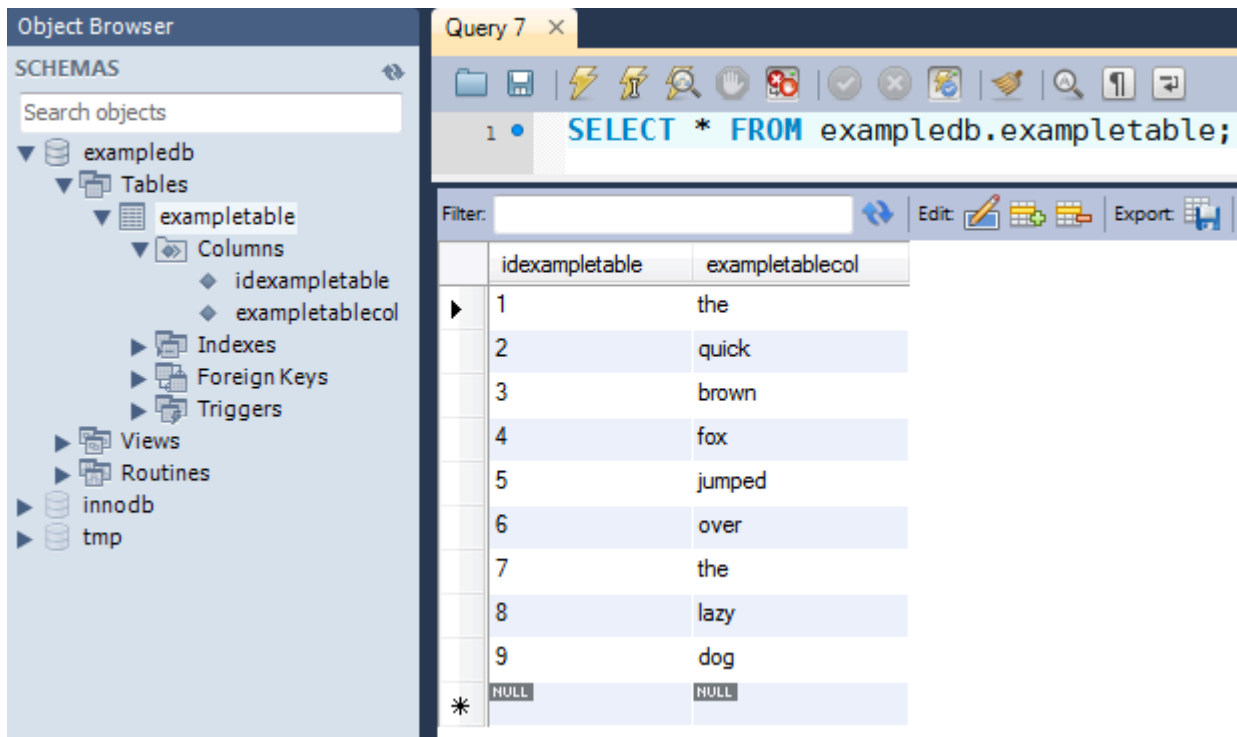 Object Browser
SCHEMAS
Search objects
exampledb
Tables
exampletable
Columns
idexampletable
exampletablecol
Indexes
Foreign Keys
Triggers
Views
Routines
innodb
tmp
Query 7
1 SELECT * FROM exampledb.exampletable;
Filter: Edit: Export:
idexampletable exampletablecol
1 the
2 quick
3 brown
4 fox
5 jumped
6 over
7 the
8 lazy
9 dog
NULL NULL